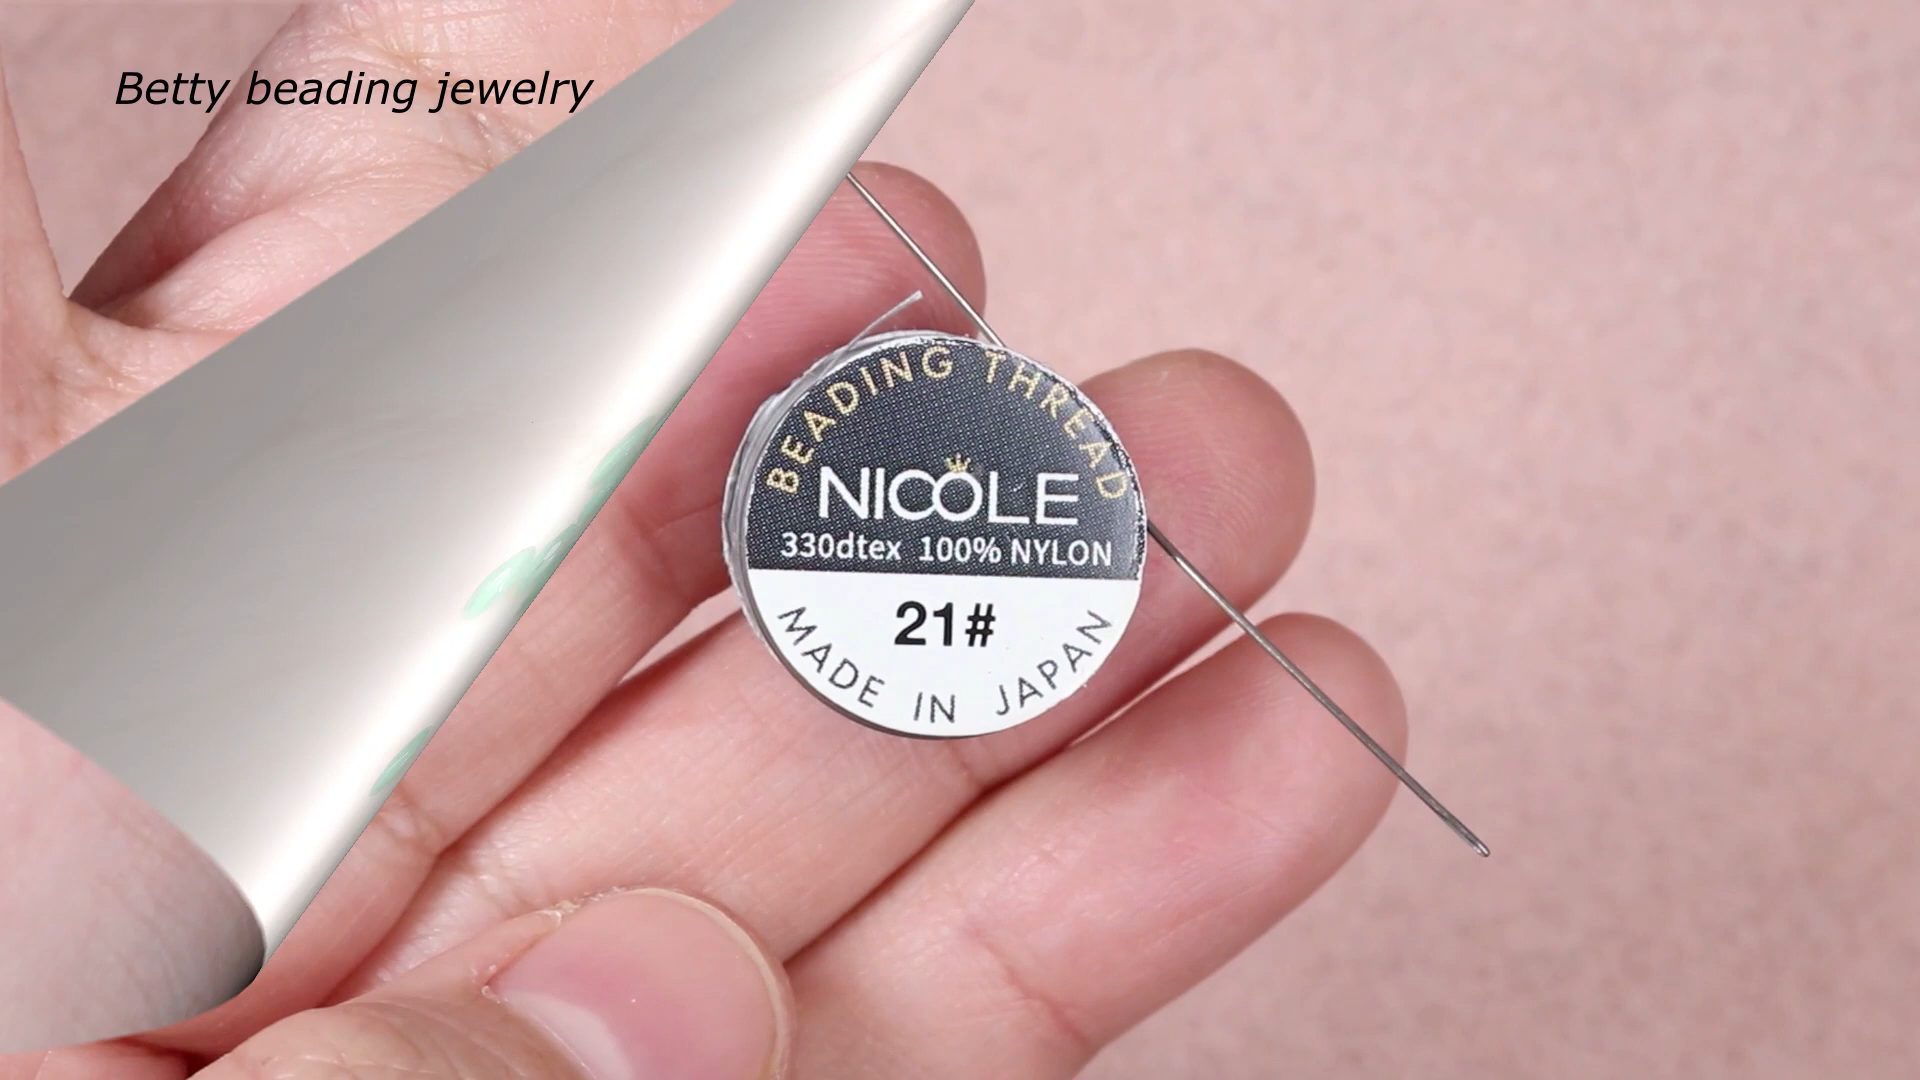 Betty beading jewelry
BEADING THREAD
NICOLE
330dtex 100% NYLON
21#
MADE IN JAPAN